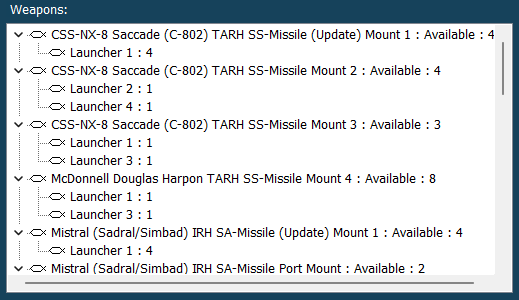 Weapons:
CSS-NX-8 Saccade (C-802) TARH SS-Missile (Update) Mount 1 : Available : 4
Launcher 1 : 4
CSS-NX-8 Saccade (C-802) TARH SS-Missile Mount 2 : Available : 4
Launcher 2 : 1
Launcher 4 : 1
CSS-NX-8 Saccade (C-802) TARH SS-Missile Mount 3 : Available : 3
Launcher 1 : 1
Launcher 3 : 1
McDonnell Douglas Harpon TARH SS-Missile Mount 4 : Available : 8
Launcher 1 : 1
Launcher 3 : 1
Mistral (Sadral/Simbad) IRH SA-Missile (Update) Mount 1 : Available : 4
Launcher 1 : 4
Mistral (Sadral/Simbad) IRH SA-Missile Port Mount : Available : 2